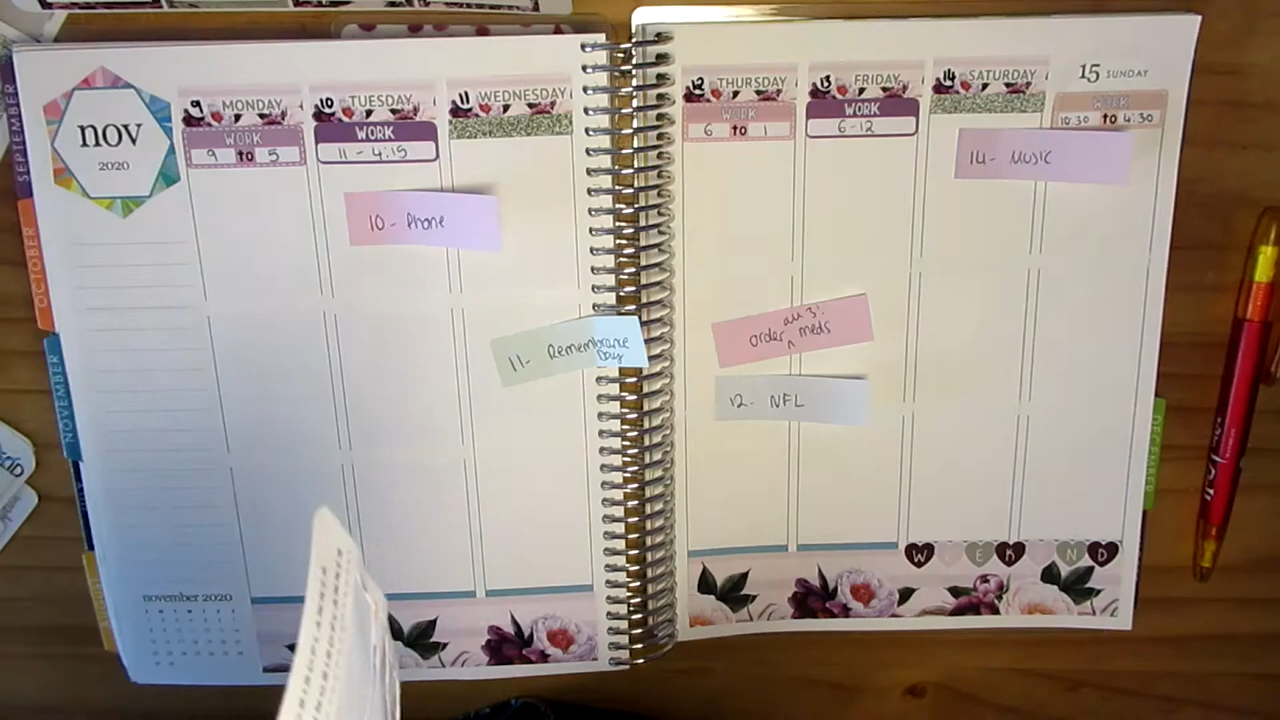 SEPTEMBER
OCTOBER
NOVEMBER
nov
2020
november 2020
9 MONDAY
WORK
9 to 5
10 TUESDAY
WORK
11 - 4:15
10 - Phone
11 WEDNESDAY
11- Remembrance
Day
12 THURSDAY
WORK
6 to 1
all 3!
order ^ meds
12- NFL
13 FRIDAY
WORK
6-12
14 SATURDAY
14- Music
15 SUNDAY
WORK
10:30 to 4:30
W E E K E N D
DECEMBER